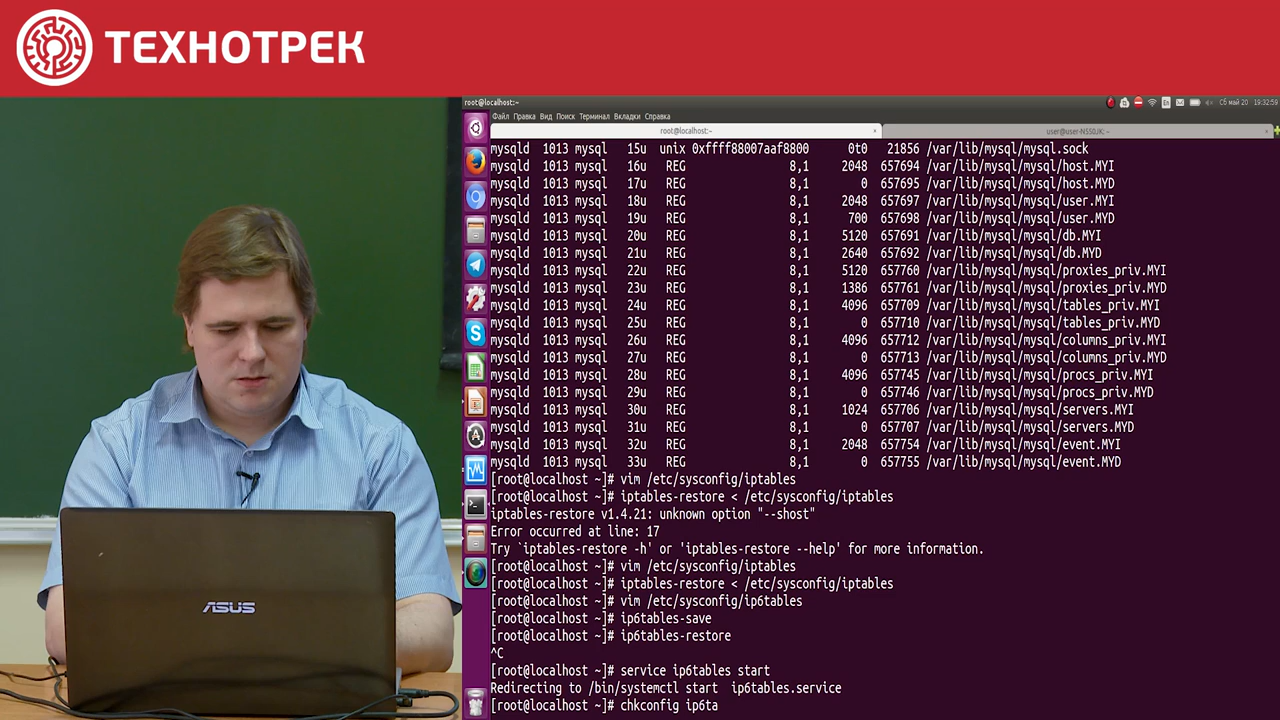 ТЕХНОТРЕК
root@localhost:~
Сб май 20 19:32:59
Файл Правка Вид Поиск Терминал Вкладки Справка
root@localhost:~ × user@user-N550JK: ~ ×
mysqld 1013 mysql 15u unix 0xffff88007aaf8800 0t0 21856 /var/lib/mysql/mysql.sock
mysqld 1013 mysql 16u REG 8,1 2048 657694 /var/lib/mysql/mysql/host.MYI
mysqld 1013 mysql 17u REG 8,1 0 657695 /var/lib/mysql/mysql/host.MYD
mysqld 1013 mysql 18u REG 8,1 2048 657697 /var/lib/mysql/mysql/user.MYI
mysqld 1013 mysql 19u REG 8,1 700 657698 /var/lib/mysql/mysql/user.MYD
mysqld 1013 mysql 20u REG 8,1 5120 657691 /var/lib/mysql/mysql/db.MYI
mysqld 1013 mysql 21u REG 8,1 2640 657692 /var/lib/mysql/mysql/db.MYD
mysqld 1013 mysql 22u REG 8,1 5120 657760 /var/lib/mysql/mysql/proxies_priv.MYI
mysqld 1013 mysql 23u REG 8,1 1386 657761 /var/lib/mysql/mysql/proxies_priv.MYD
mysqld 1013 mysql 24u REG 8,1 4096 657709 /var/lib/mysql/mysql/tables_priv.MYI
mysqld 1013 mysql 25u REG 8,1 0 657710 /var/lib/mysql/mysql/tables_priv.MYD
mysqld 1013 mysql 26u REG 8,1 4096 657712 /var/lib/mysql/mysql/columns_priv.MYI
mysqld 1013 mysql 27u REG 8,1 0 657713 /var/lib/mysql/mysql/columns_priv.MYD
mysqld 1013 mysql 28u REG 8,1 4096 657745 /var/lib/mysql/mysql/procs_priv.MYI
mysqld 1013 mysql 29u REG 8,1 0 657746 /var/lib/mysql/mysql/procs_priv.MYD
mysqld 1013 mysql 30u REG 8,1 1024 657706 /var/lib/mysql/mysql/servers.MYI
mysqld 1013 mysql 31u REG 8,1 0 657707 /var/lib/mysql/mysql/servers.MYD
mysqld 1013 mysql 32u REG 8,1 2048 657754 /var/lib/mysql/mysql/event.MYI
mysqld 1013 mysql 33u REG 8,1 0 657755 /var/lib/mysql/mysql/event.MYD
[root@localhost ~]# vim /etc/sysconfig/iptables
[root@localhost ~]# iptables-restore < /etc/sysconfig/iptables
iptables-restore v1.4.21: unknown option "--shost"
Error occurred at line: 17
Try `iptables-restore -h' or 'iptables-restore --help' for more information.
[root@localhost ~]# vim /etc/sysconfig/iptables
[root@localhost ~]# iptables-restore < /etc/sysconfig/iptables
[root@localhost ~]# vim /etc/sysconfig/ip6tables
[root@localhost ~]# ip6tables-save
[root@localhost ~]# ip6tables-restore
^C
[root@localhost ~]# service ip6tables start
Redirecting to /bin/systemctl start  ip6tables.service
[root@localhost ~]# chkconfig ip6ta
ASUS